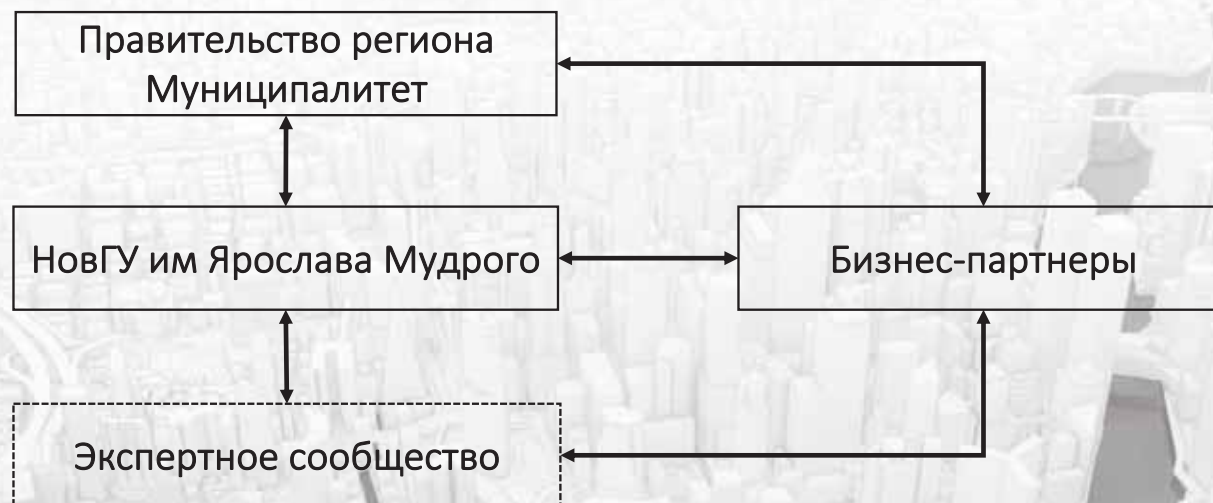 Правительство региона
Муниципалитет
НовГУ им Ярослава Мудрого
Бизнес-партнеры
Экспертное сообщество